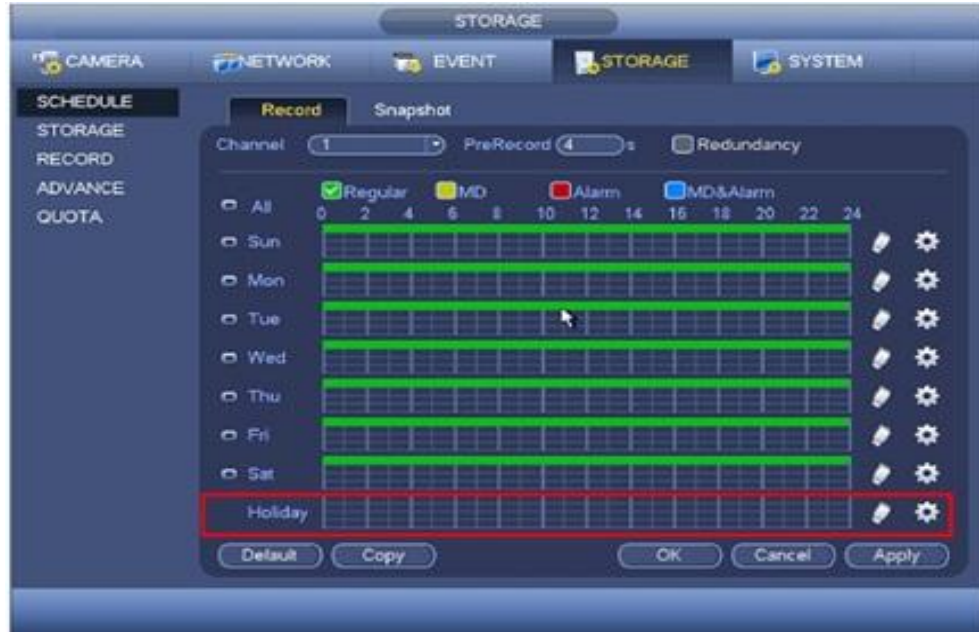 STORAGE
CAMERA NETWORK EVENT STORAGE SYSTEM
SCHEDULE
STORAGE
RECORD
ADVANCE
QUOTA
Record Snapshot
Channel 1 PreRecord 4 s Redundancy
Regular MD Alarm MD&Alarm
All 0 2 4 6 8 10 12 14 16 18 20 22 24
Sun
Mon
Tue
Wed
Thu
Fri
Sat
Holiday
Default Copy OK Cancel Apply